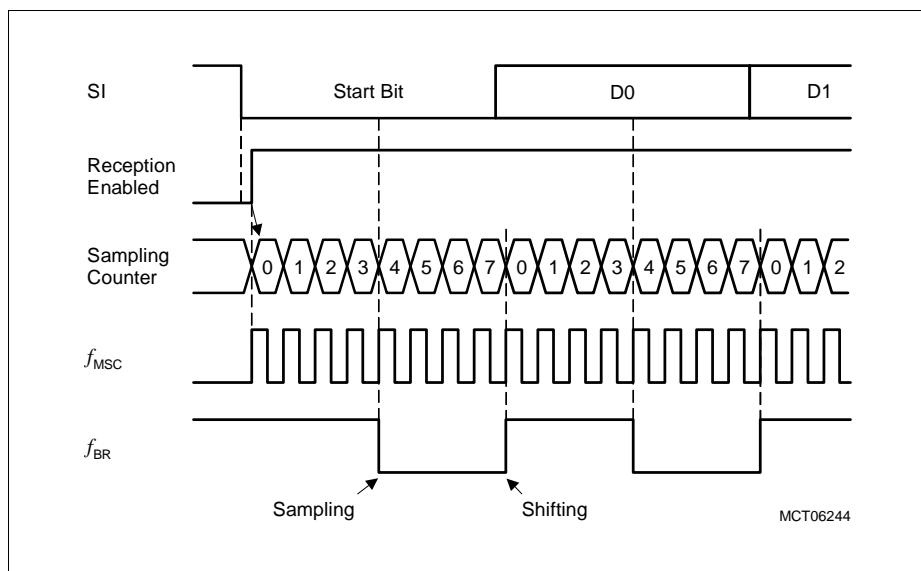 SI
Start Bit
D0
D1
Reception
Enabled
Sampling
Counter
0 1 2 3 4 5 6 7 0 1 2 3 4 5 6 7 0 1 2
fMSC
fBR
Sampling
Shifting
MCT06244